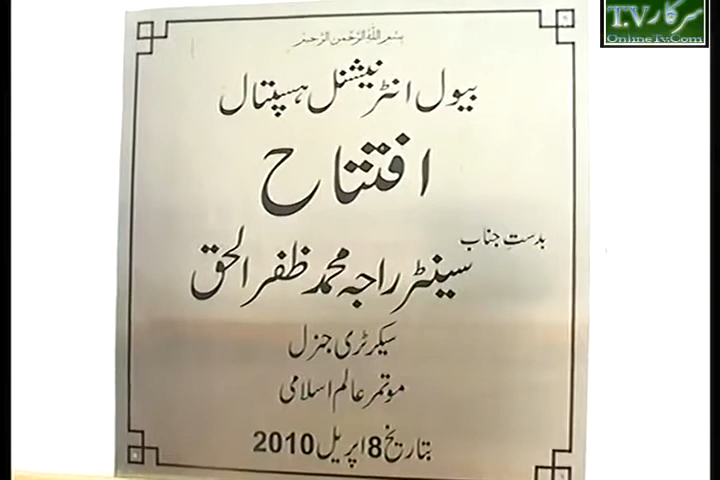 سرکار T.V
OnlineTv.Com
بسم اللہ الرحمن الرحیم
بیول انٹرنیشنل ہسپتال
افتتاح
بدستِ جناب
سینٹر راجہ محمد ظفر الحق
سیکرٹری جنرل
موتمر عالم اسلامی
بتاریخ 8 اپریل 2010